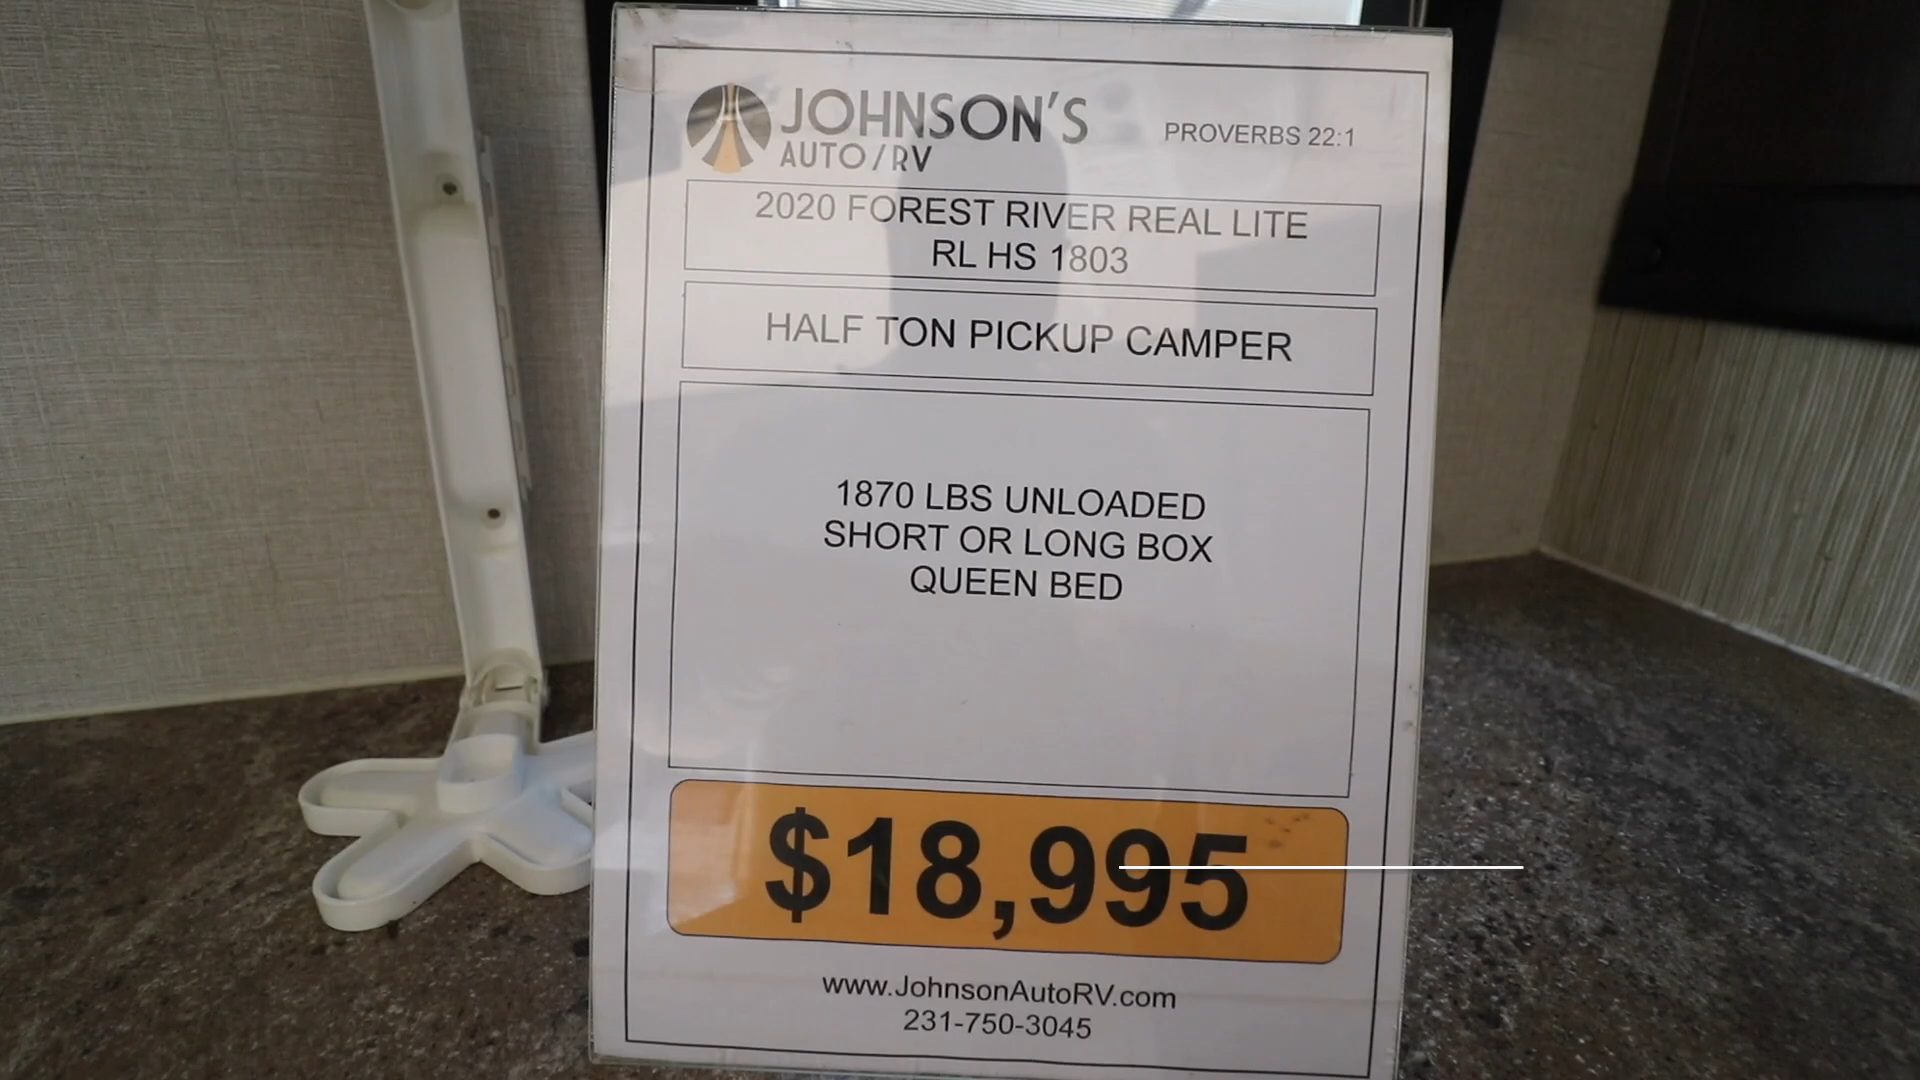 JOHNSON'S
AUTO/RV
PROVERBS 22:1
2020 FOREST RIVER REAL LITE
RL HS 1803
HALF TON PICKUP CAMPER
1870 LBS UNLOADED
SHORT OR LONG BOX
QUEEN BED
$18,995
www.JohnsonAutoRV.com
231-750-3045